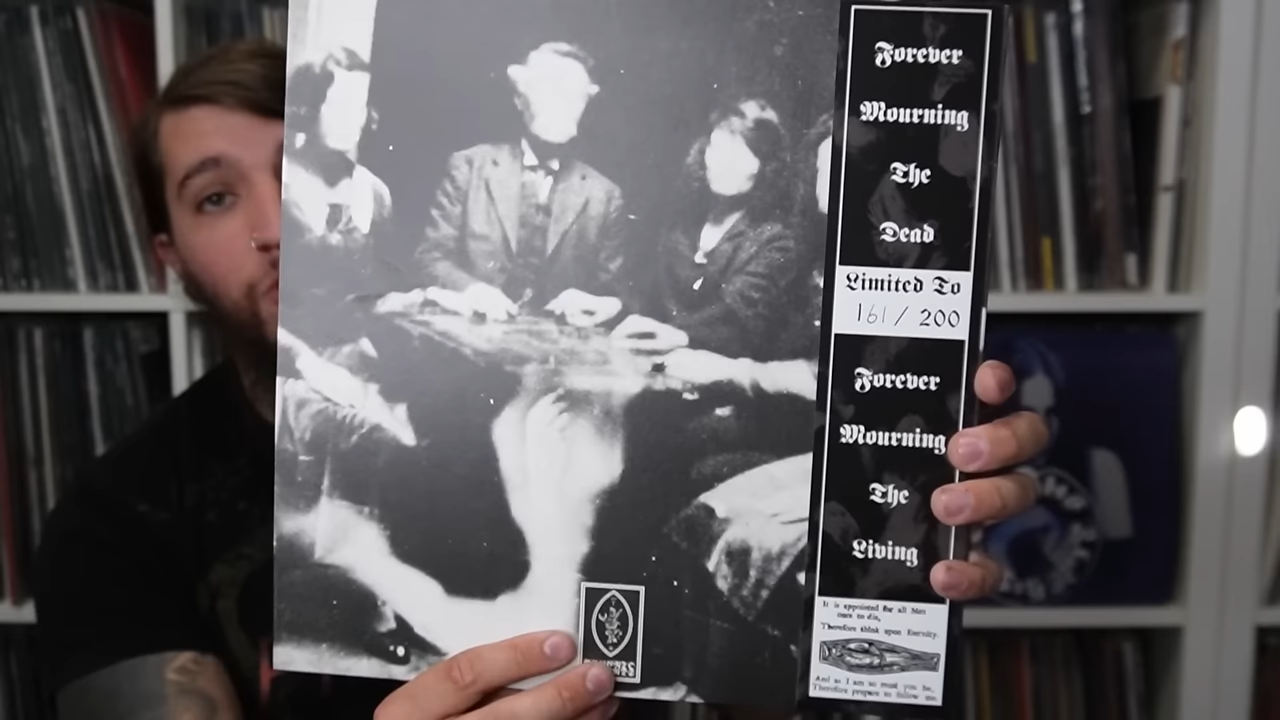 Forever
Mourning
The
Dead
Limited To
161 / 200
Forever
Mourning
The
Living
It is appointed for all Men
once to die,
Therefore think upon Eternity.
And as I am so must you be,
Therefore prepare to follow me.